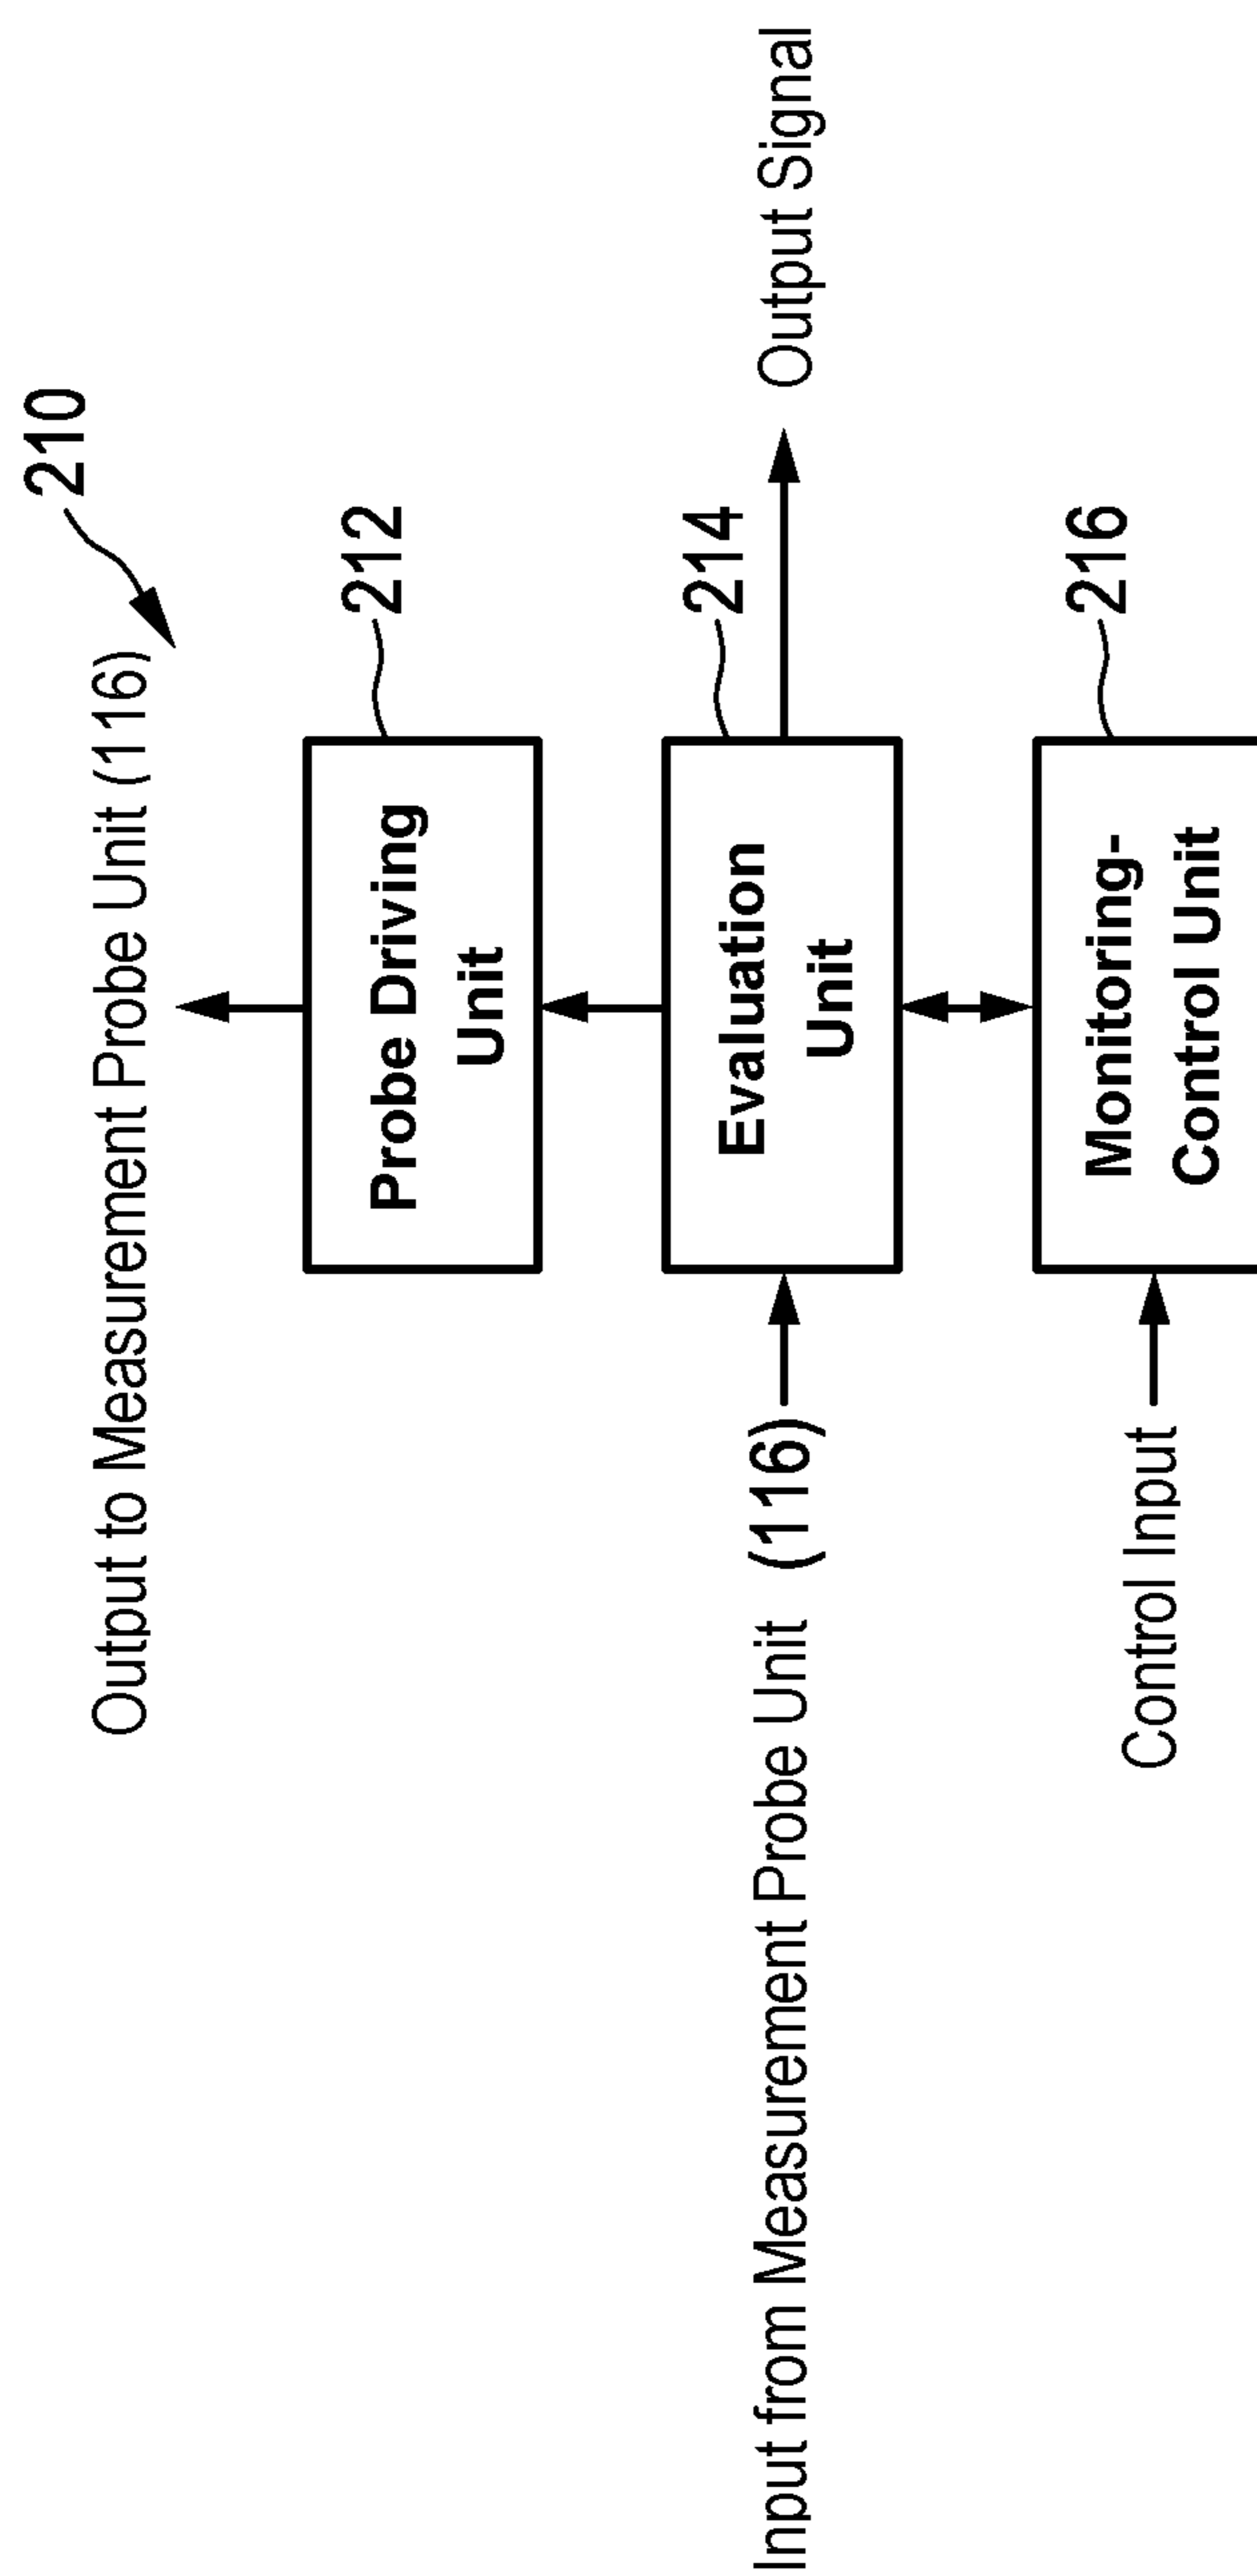 210
Output to Measurement Probe Unit (116)
212
Probe Driving
Unit
214
Evaluation
Unit
Input from Measurement Probe Unit (116)
Output Signal
216
Monitoring-
Control Unit
Control Input